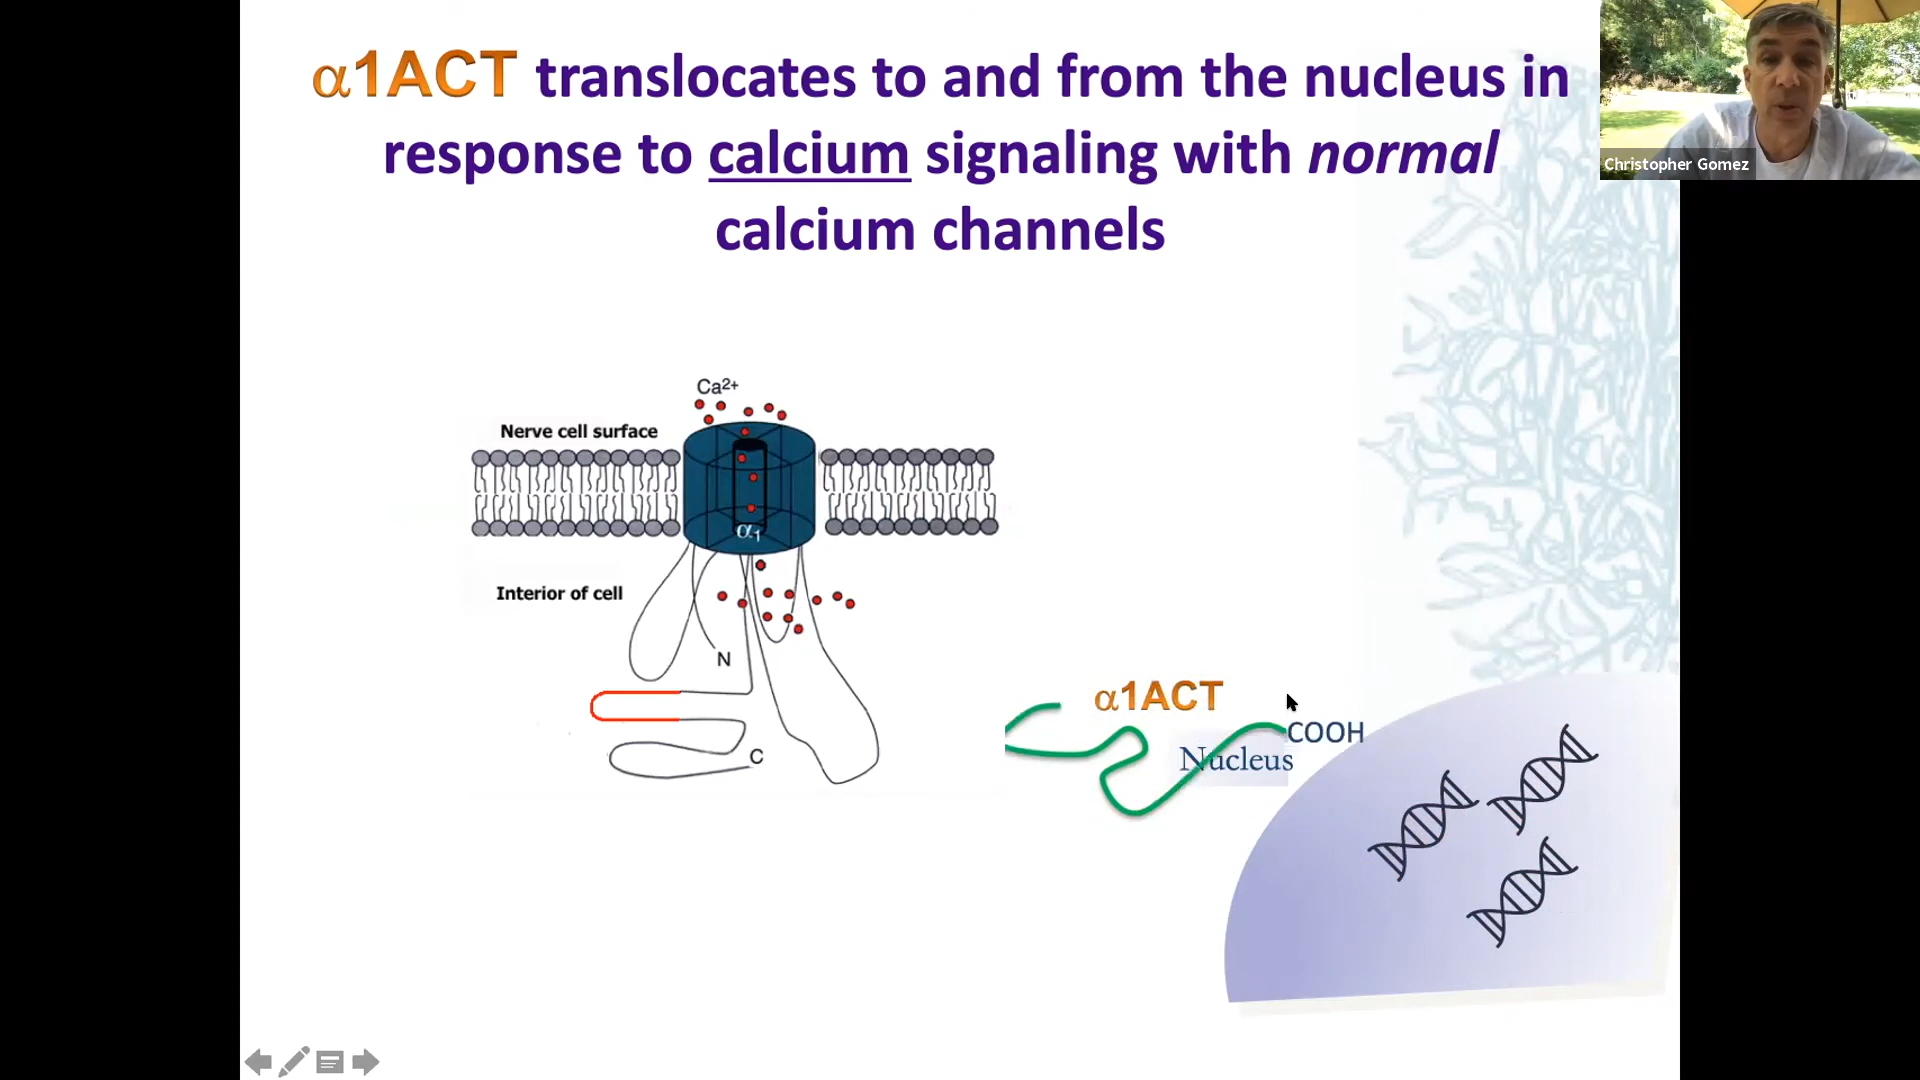 α1ACT translocates to and from the nucleus in
response to calcium signaling with normal
calcium channels
Christopher Gomez
Ca2+
Nerve cell surface
α1
Interior of cell
N
C
α1ACT
COOH
Nucleus